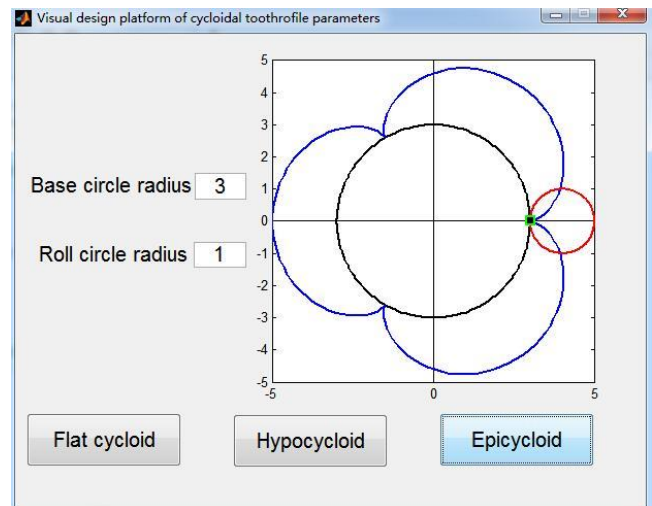 Visual design platform of cycloidal toothrofile parameters
5
4
3
2
1
0
-1
-2
-3
-4
-5
-5 0 5
Base circle radius 3
Roll circle radius 1
Flat cycloid Hypocycloid Epicycloid